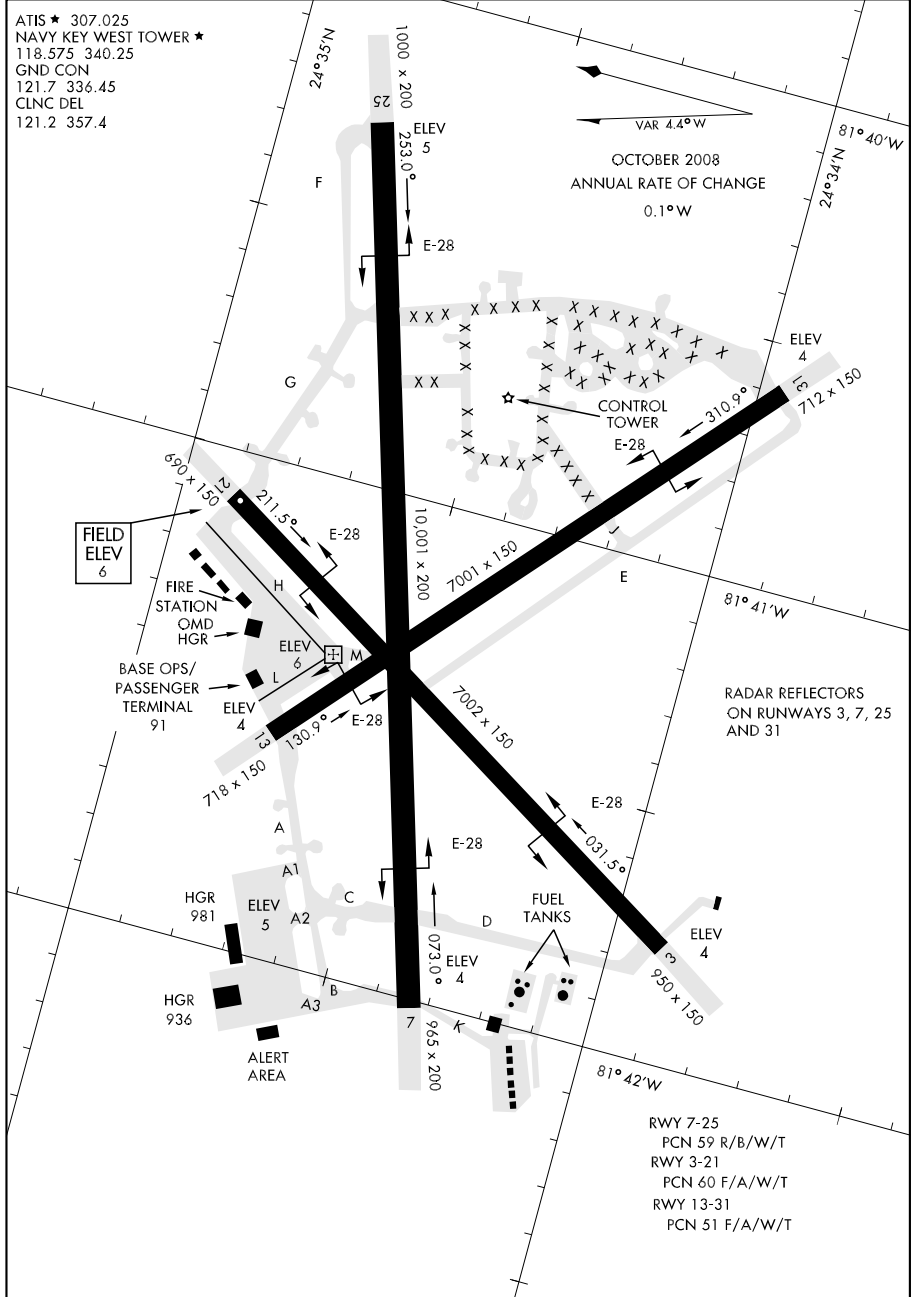 ATIS ★ 307.025
NAVY KEY WEST TOWER ★
118.575 340.25
GND CON
121.7 336.45
CLNC DEL
121.2 357.4
24°35'N
1000 x 200
25
ELEV
5
253.0°
VAR 4.4°W
81°40'W
OCTOBER 2008
ANNUAL RATE OF CHANGE
0.1°W
24°34'N
F
E-28
X X X X X X X
X X X X X X
X X
ELEV
4
31
712 x 150
310.9°
G
CONTROL
TOWER
E-28
690 x 150
21
211.5°
E-28
FIELD
ELEV
6
10,001 x 200
7001 x 150
J
E
H
FIRE
STATION
OMD
HGR
81°41'W
ELEV
6
M
BASE OPS/
PASSENGER
TERMINAL
91
L
ELEV
4
13
130.9°
E-28
718 x 150
7002 x 150
RADAR REFLECTORS
ON RUNWAYS 3, 7, 25
AND 31
E-28
031.5°
A
E-28
A1
HGR
981
ELEV
5
A2
C
D
FUEL
TANKS
073.0°
ELEV
4
ELEV
4
3
950 x 150
HGR
936
A3
B
7
965 x 200
K
ALERT
AREA
81°42'W
RWY 7-25
PCN 59 R/B/W/T
RWY 3-21
PCN 60 F/A/W/T
RWY 13-31
PCN 51 F/A/W/T